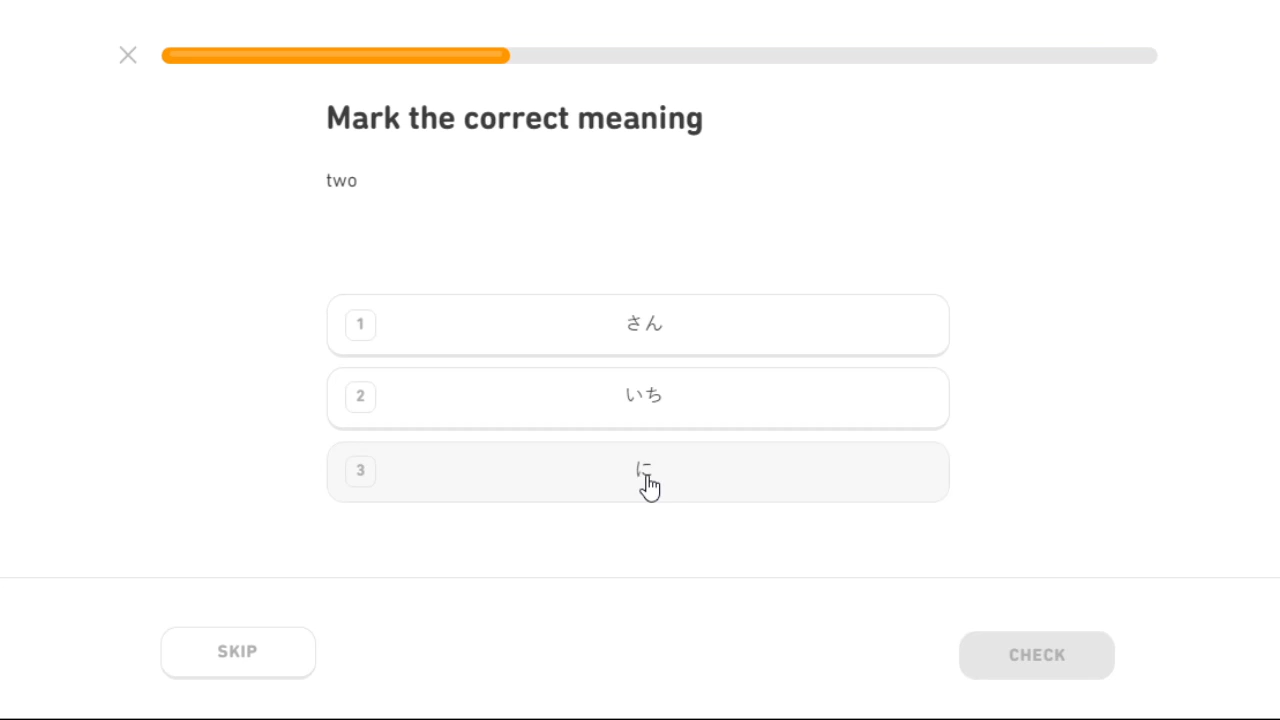 Mark the correct meaning
two
1 さん
2 いち
3 に
SKIP
CHECK